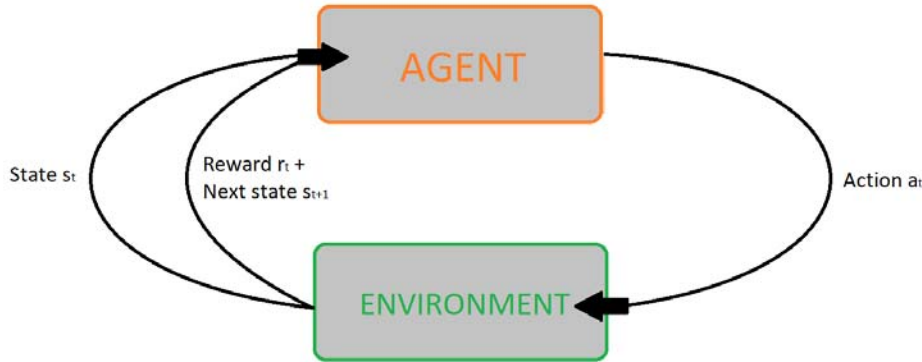 AGENT
State sₜ
Reward rₜ +
Next state sₜ₊₁
Action aₜ
ENVIRONMENT